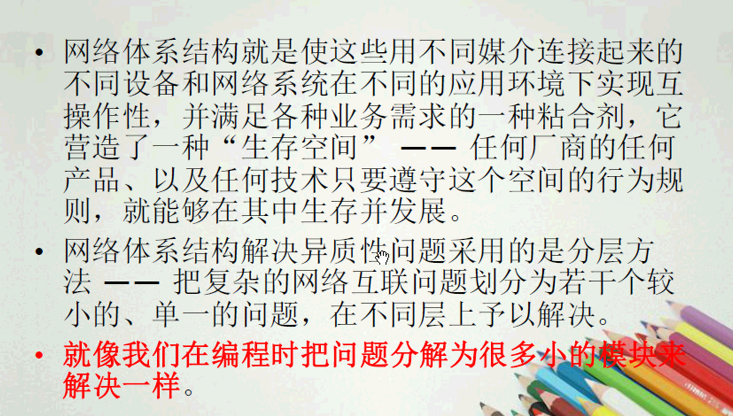 • 网络体系结构就是使这些用不同媒介连接起来的
不同设备和网络系统在不同的应用环境下实现互
操作性，并满足各种业务需求的一种粘合剂，它
营造了一种“生存空间” —— 任何厂商的任何
产品、以及任何技术只要遵守这个空间的行为规
则，就能够在其中生存并发展。
• 网络体系结构解决异质性问题采用的是分层方
法 —— 把复杂的网络互联问题划分为若干个较
小的、单一的问题，在不同层上予以解决。
• 就像我们在编程时把问题分解为很多小的模块来
解决一样。